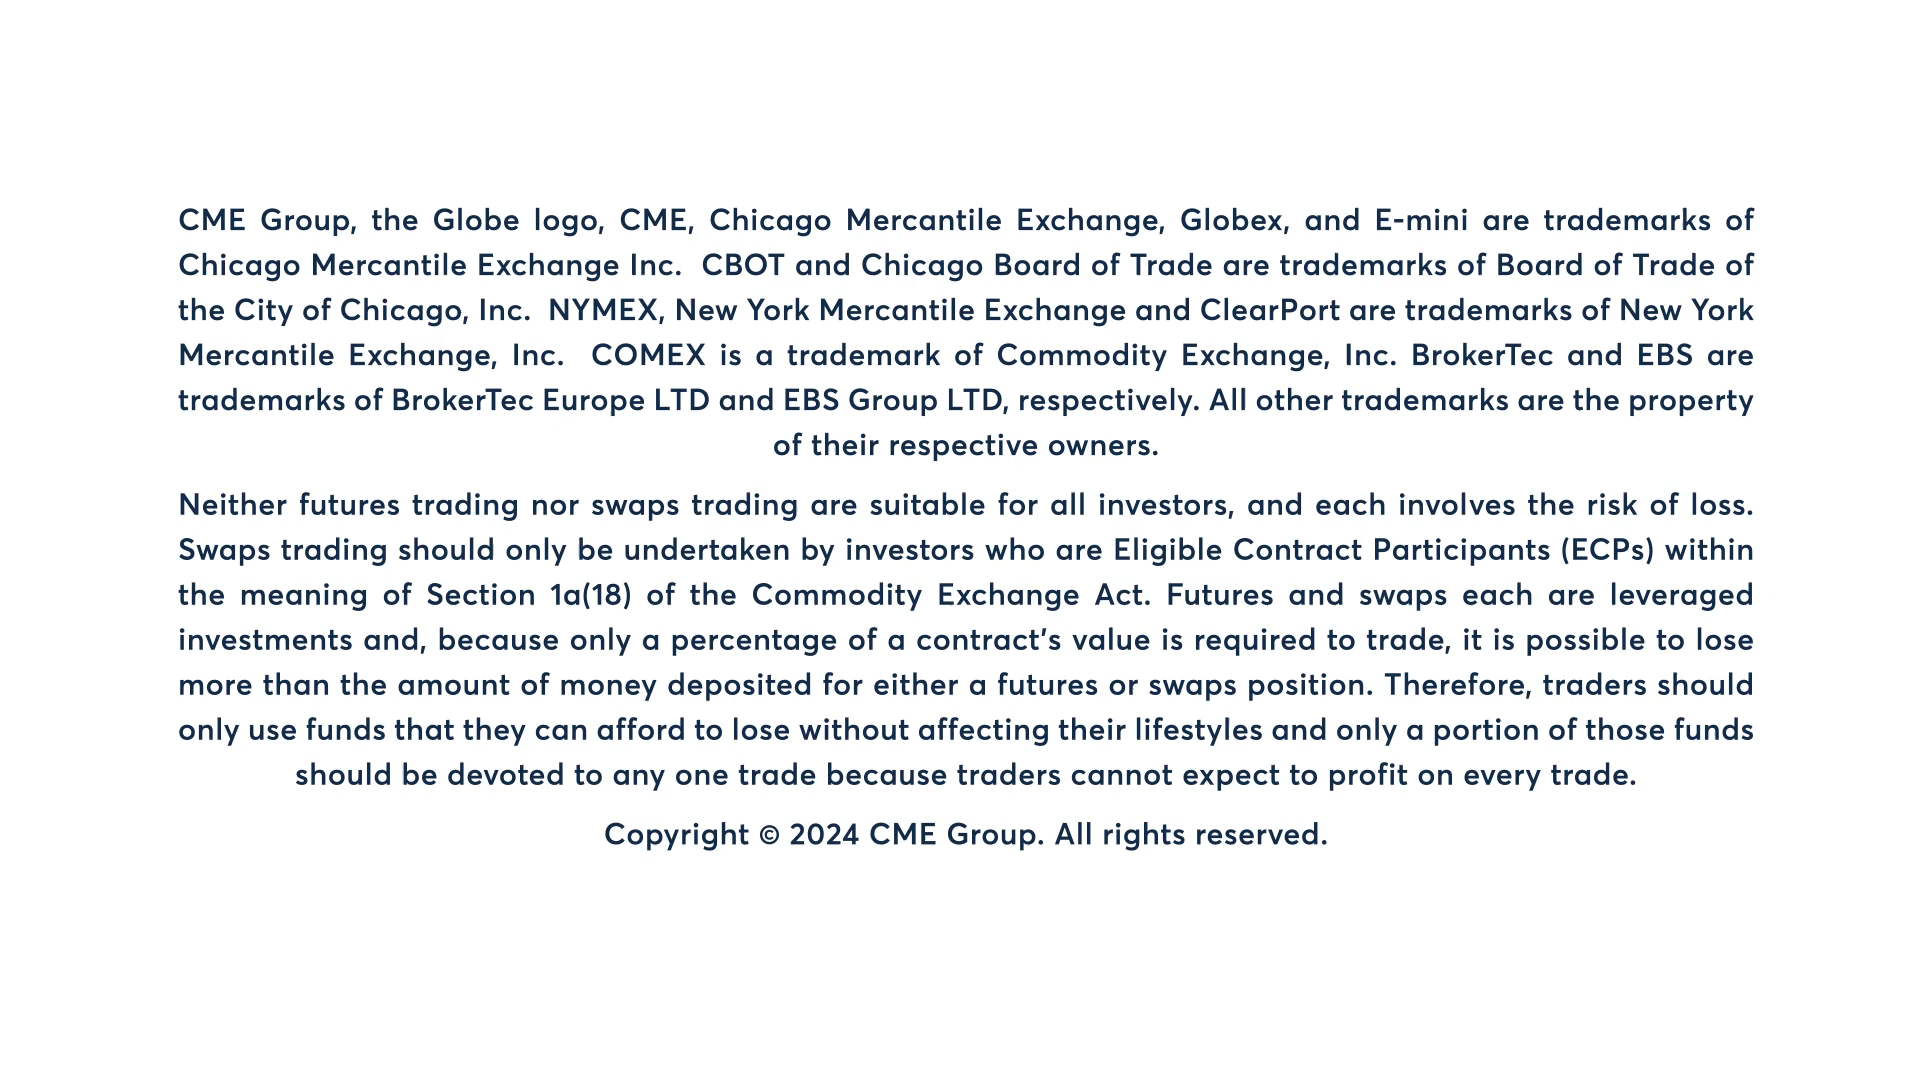 CME Group, the Globe logo, CME, Chicago Mercantile Exchange, Globex, and E-mini are trademarks of
Chicago Mercantile Exchange Inc.  CBOT and Chicago Board of Trade are trademarks of Board of Trade of
the City of Chicago, Inc.  NYMEX, New York Mercantile Exchange and ClearPort are trademarks of New York
Mercantile Exchange, Inc.  COMEX is a trademark of Commodity Exchange, Inc. BrokerTec and EBS are
trademarks of BrokerTec Europe LTD and EBS Group LTD, respectively. All other trademarks are the property
of their respective owners.
Neither futures trading nor swaps trading are suitable for all investors, and each involves the risk of loss.
Swaps trading should only be undertaken by investors who are Eligible Contract Participants (ECPs) within
the meaning of Section 1a(18) of the Commodity Exchange Act. Futures and swaps each are leveraged
investments and, because only a percentage of a contract’s value is required to trade, it is possible to lose
more than the amount of money deposited for either a futures or swaps position. Therefore, traders should
only use funds that they can afford to lose without affecting their lifestyles and only a portion of those funds
should be devoted to any one trade because traders cannot expect to profit on every trade.
Copyright © 2024 CME Group. All rights reserved.